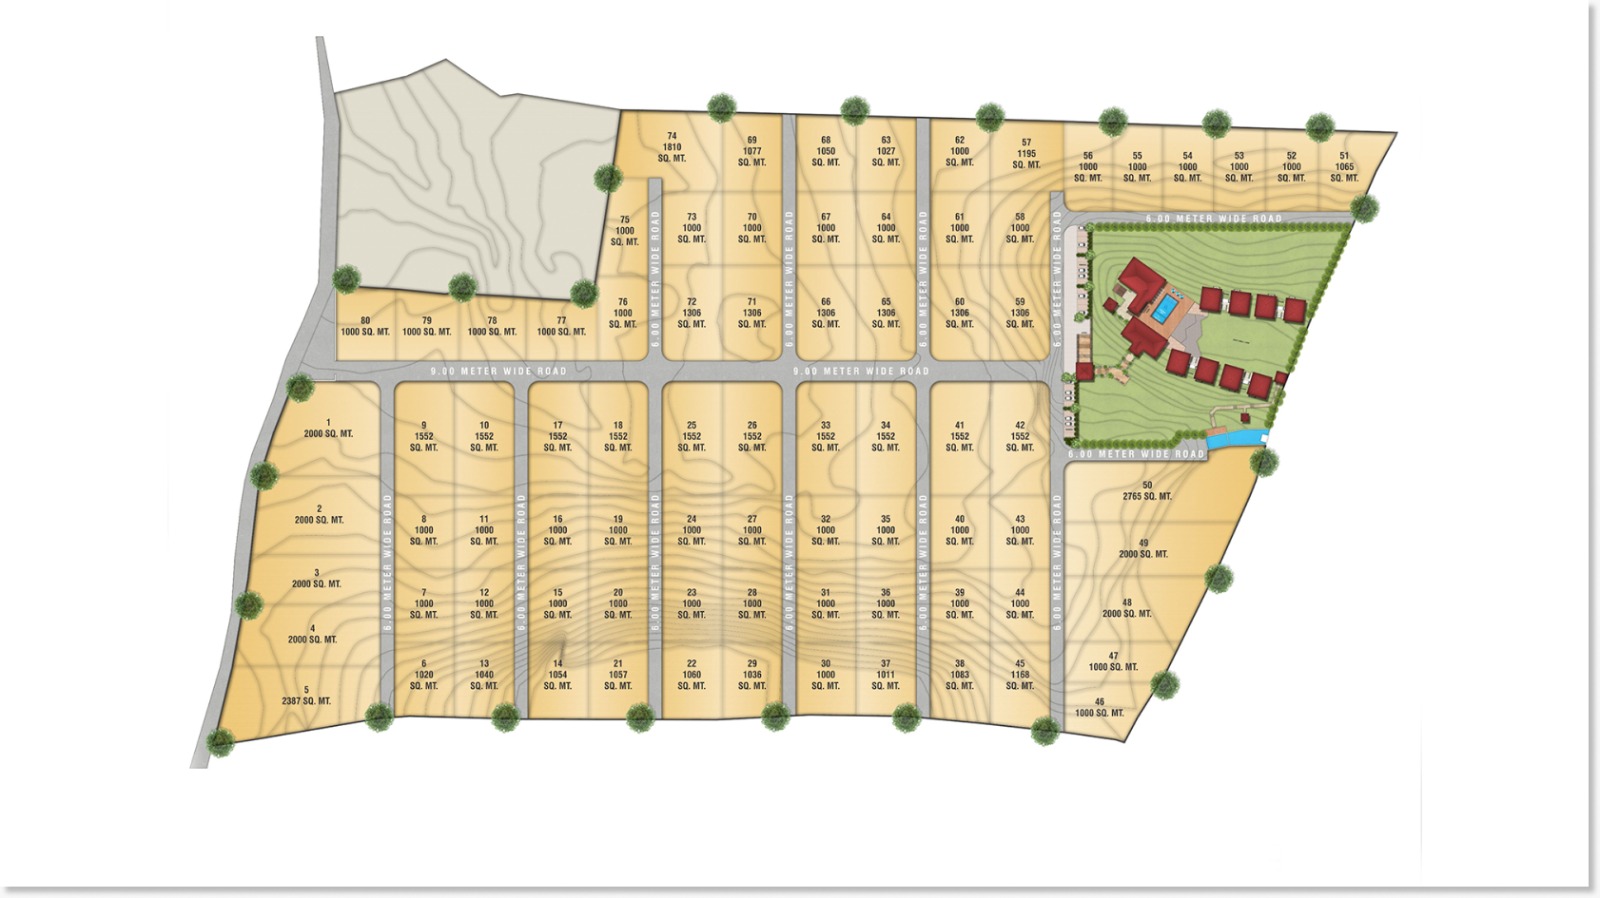 74
1810
SQ. MT.
69
1077
SQ. MT.
68
1050
SQ. MT.
63
1027
SQ. MT.
62
1000
SQ. MT.
57
1195
SQ. MT.
56
1000
SQ. MT.
55
1000
SQ. MT.
54
1000
SQ. MT.
53
1000
SQ. MT.
52
1000
SQ. MT.
51
1065
SQ. MT.
75
1000
SQ. MT.
6.00 METER WIDE ROAD
73
1000
SQ. MT.
70
1000
SQ. MT.
6.00 METER WIDE ROAD
67
1000
SQ. MT.
64
1000
SQ. MT.
6.00 METER WIDE ROAD
61
1000
SQ. MT.
58
1000
SQ. MT.
6.00 METER WIDE ROAD
6.00 METER WIDE ROAD
80
1000 SQ. MT.
79
1000 SQ. MT.
78
1000 SQ. MT.
77
1000 SQ. MT.
76
1000
SQ. MT.
72
1306
SQ. MT.
71
1306
SQ. MT.
66
1306
SQ. MT.
65
1306
SQ. MT.
60
1306
SQ. MT.
59
1306
SQ. MT.
9.00 METER WIDE ROAD
9.00 METER WIDE ROAD
1
2000 SQ. MT.
9
1552
SQ. MT.
10
1552
SQ. MT.
17
1552
SQ. MT.
18
1552
SQ. MT.
25
1552
SQ. MT.
26
1552
SQ. MT.
33
1552
SQ. MT.
34
1552
SQ. MT.
41
1552
SQ. MT.
42
1552
SQ. MT.
6.00 METER WIDE ROAD
50
2765 SQ. MT.
2
2000 SQ. MT.
6.00 METER WIDE ROAD
8
1000
SQ. MT.
11
1000
SQ. MT.
6.00 METER WIDE ROAD
16
1000
SQ. MT.
19
1000
SQ. MT.
6.00 METER WIDE ROAD
24
1000
SQ. MT.
27
1000
SQ. MT.
6.00 METER WIDE ROAD
32
1000
SQ. MT.
35
1000
SQ. MT.
6.00 METER WIDE ROAD
40
1000
SQ. MT.
43
1000
SQ. MT.
6.00 METER WIDE ROAD
49
2000 SQ. MT.
3
2000 SQ. MT.
7
1000
SQ. MT.
12
1000
SQ. MT.
15
1000
SQ. MT.
20
1000
SQ. MT.
23
1000
SQ. MT.
28
1000
SQ. MT.
31
1000
SQ. MT.
36
1000
SQ. MT.
39
1000
SQ. MT.
44
1000
SQ. MT.
48
2000 SQ. MT.
4
2000 SQ. MT.
6
1020
SQ. MT.
13
1040
SQ. MT.
14
1054
SQ. MT.
21
1057
SQ. MT.
22
1060
SQ. MT.
29
1036
SQ. MT.
30
1000
SQ. MT.
37
1011
SQ. MT.
38
1083
SQ. MT.
45
1168
SQ. MT.
47
1000 SQ. MT.
5
2387 SQ. MT.
46
1000 SQ. MT.